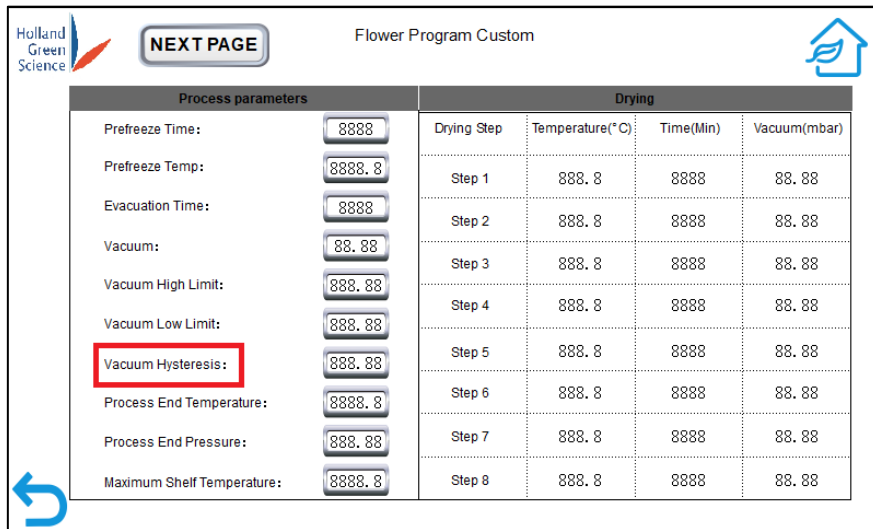 Holland
Green
Science
NEXT PAGE
Flower Program Custom
Process parameters
Prefreeze Time: 8888
Prefreeze Temp: 8888.8
Evacuation Time: 8888
Vacuum: 88.88
Vacuum High Limit: 888.88
Vacuum Low Limit: 888.88
Vacuum Hysteresis: 888.88
Process End Temperature: 8888.8
Process End Pressure: 888.88
Maximum Shelf Temperature: 8888.8
Drying
Drying Step Temperature(°C) Time(Min) Vacuum(mbar)
Step 1 888.8 8888 88.88
Step 2 888.8 8888 88.88
Step 3 888.8 8888 88.88
Step 4 888.8 8888 88.88
Step 5 888.8 8888 88.88
Step 6 888.8 8888 88.88
Step 7 888.8 8888 88.88
Step 8 888.8 8888 88.88